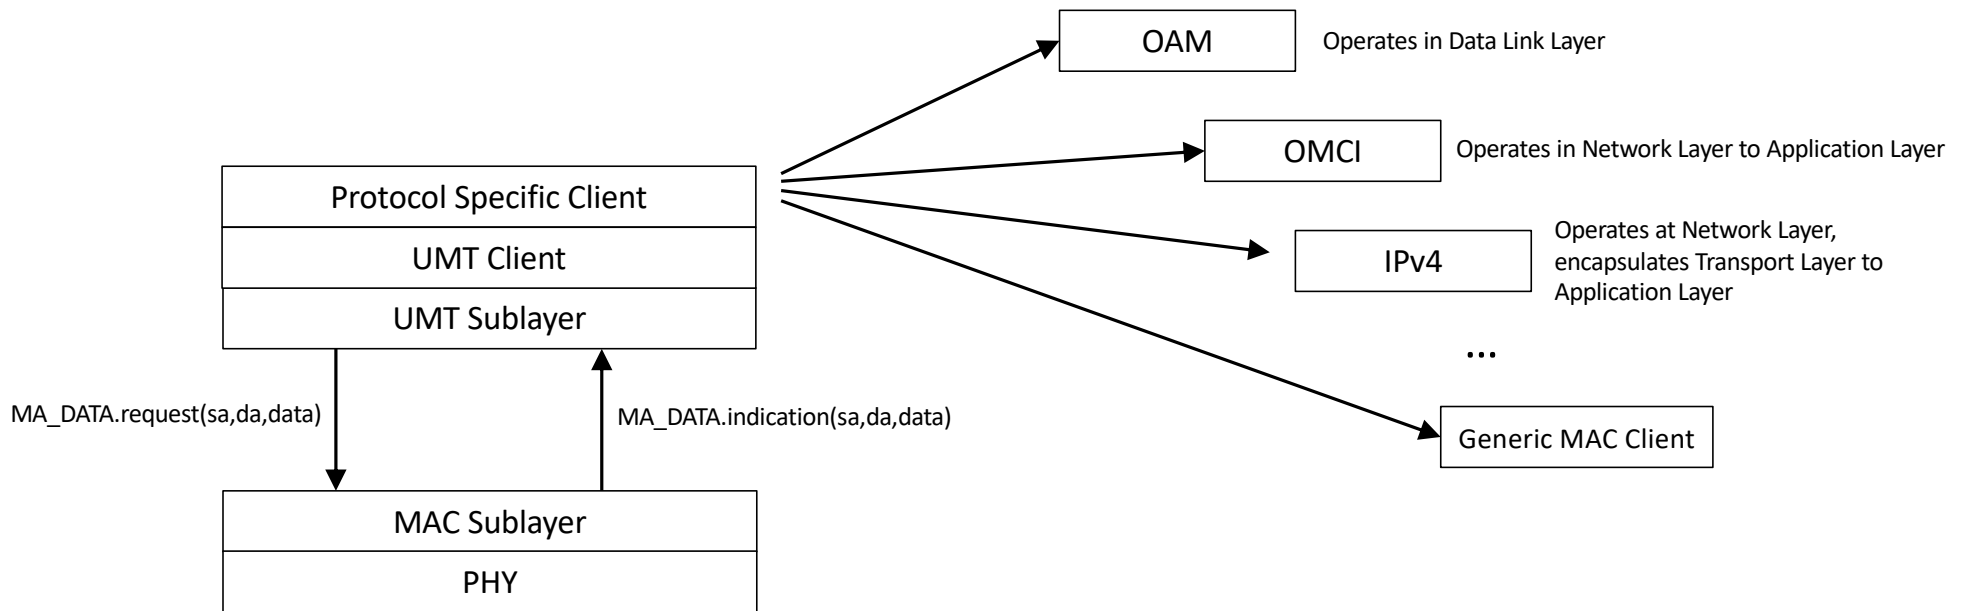 OAM
Operates in Data Link Layer
OMCI
Operates in Network Layer to Application Layer
Protocol Specific Client
UMT Client
UMT Sublayer
IPv4
Operates at Network Layer,
encapsulates Transport Layer to
Application Layer
...
MA_DATA.request(sa,da,data)
MA_DATA.indication(sa,da,data)
Generic MAC Client
MAC Sublayer
PHY